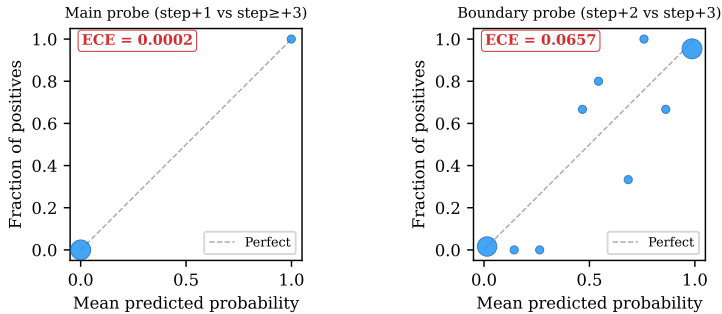 Main probe (step+1 vs step≥+3)
ECE = 0.0002
Fraction of positives
1.0
0.8
0.6
0.4
0.2
0.0
Perfect
0.0
0.5
1.0
Mean predicted probability
Boundary probe (step+2 vs step+3)
ECE = 0.0657
Fraction of positives
1.0
0.8
0.6
0.4
0.2
0.0
Perfect
0.0
0.5
1.0
Mean predicted probability